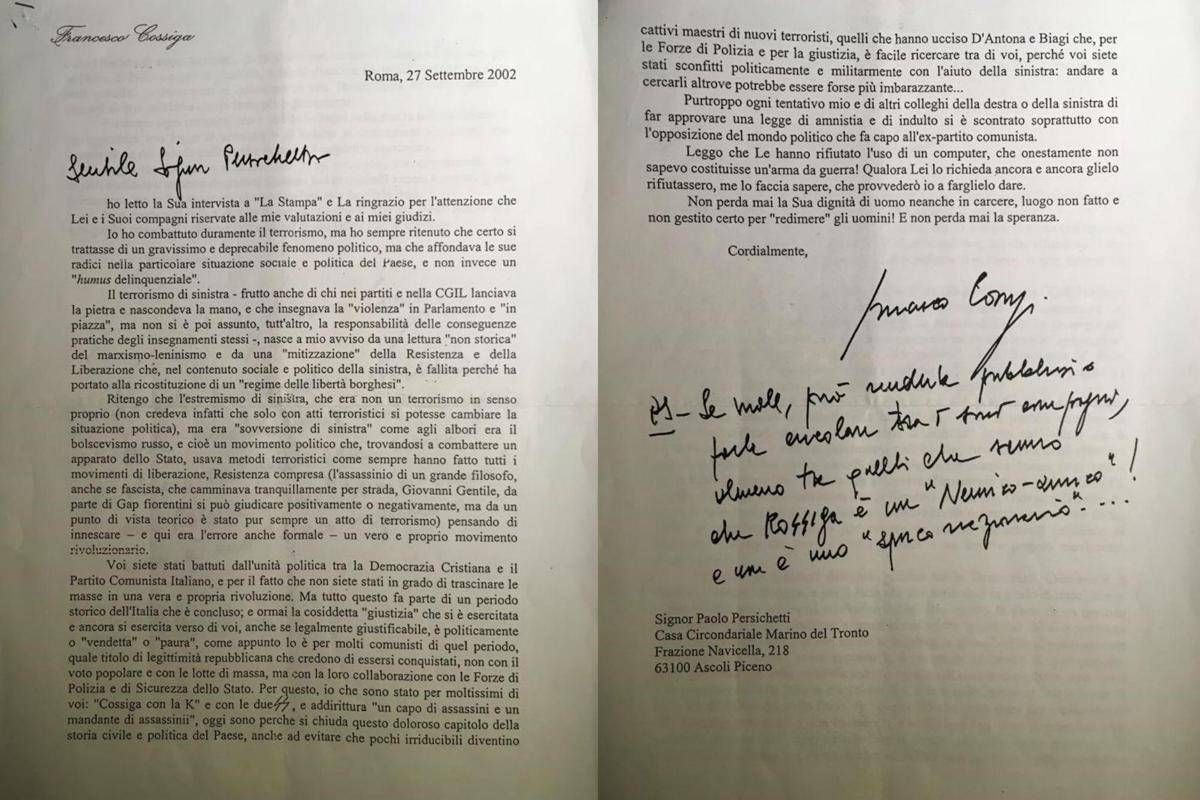 Francesco Cossiga
Roma, 27 Settembre 2002
Gentile Signor Persichetti
ho letto la Sua intervista a "La Stampa" e La ringrazio per l'attenzione che
Lei e i Suoi compagni riservate alle mie valutazioni e ai miei giudizi.
Io ho combattuto duramente il terrorismo, ma ho sempre ritenuto che certo si
trattasse di un gravissimo e deprecabile fenomeno politico, ma che affondava le sue
radici nella particolare situazione sociale e politica del Paese, e non invece un
"humus delinquenziale".
Il terrorismo di sinistra - frutto anche di chi nei partiti e nella CGIL lanciava
la pietra e nascondeva la mano, e che insegnava la "violenza" in Parlamento e "in
piazza", ma non si è poi assunto, tutt'altro, la responsabilità delle conseguenze
pratiche degli insegnamenti stessi -, nasce a mio avviso da una lettura "non storica"
del marxismo-leninismo e da una "mitizzazione" della Resistenza e della
Liberazione che, nel contenuto sociale e politico della sinistra, è fallita perché ha
portato alla ricostituzione di un "regime delle libertà borghesi".
Ritengo che l'estremismo di sinistra, che era non un terrorismo in senso
proprio (non credeva infatti che solo con atti terroristici si potesse cambiare la
situazione politica), ma era "sovversione di sinistra" come agli albori era il
bolscevismo russo, e cioè un movimento politico che, trovandosi a combattere un
apparato dello Stato, usava metodi terroristici come sempre hanno fatto tutti i
movimenti di liberazione, Resistenza compresa (l'assassinio di un grande filosofo,
anche se fascista, che camminava tranquillamente per strada, Giovanni Gentile, da
parte di Gap fiorentini si può giudicare positivamente o negativamente, ma da un
punto di vista teorico è stato pur sempre un atto di terrorismo) pensando di
innescare – e qui era l'errore anche formale – un vero e proprio movimento
rivoluzionario.
Voi siete stati battuti dall'unità politica tra la Democrazia Cristiana e il
Partito Comunista Italiano, e per il fatto che non siete stati in grado di trascinare le
masse in una vera e propria rivoluzione. Ma tutto questo fa parte di un periodo
storico dell'Italia che è concluso; e ormai la cosiddetta "giustizia" che si è esercitata
e ancora si esercita verso di voi, anche se legalmente giustificabile, è politicamente
o "vendetta" o "paura", come appunto lo è per molti comunisti di quel periodo,
quale titolo di legittimità repubblicana che credono di essersi conquistati, non con il
voto popolare e con le lotte di massa, ma con la loro collaborazione con le Forze di
Polizia e di Sicurezza dello Stato. Per questo, io che sono stato per moltissimi di
voi: "Cossiga con la K" e con le due SS, e addirittura "un capo di assassini e un
mandante di assassinii", oggi sono perche si chiuda questo doloroso capitolo della
storia civile e politica del Paese, anche ad evitare che pochi irriducibili diventino
cattivi maestri di nuovi terroristi, quelli che hanno ucciso D'Antona e Biagi che, per
le Forze di Polizia e per la giustizia, è facile ricercare tra di voi, perché voi siete
stati sconfitti politicamente e militarmente con l'aiuto della sinistra: andare a
cercarli altrove potrebbe essere forse più imbarazzante...
Purtroppo ogni tentativo mio e di altri colleghi della destra o della sinistra di
far approvare una legge di amnistia e di indulto si è scontrato soprattutto con
l'opposizione del mondo politico che fa capo all'ex-partito comunista.
Leggo che Le hanno rifiutato l'uso di un computer, che onestamente non
sapevo costituisse un'arma da guerra! Qualora Lei lo richieda ancora e ancora glielo
rifiutassero, me lo faccia sapere, che provvederò io a farglielo dare.
Non perda mai la Sua dignità di uomo neanche in carcere, luogo non fatto e
non gestito certo per "redimere" gli uomini! E non perda mai la speranza.
Cordialmente,
Francesco Cossiga
PS – Se vuole, può renderla pubblica o
farla circolare tra i suoi compagni,
almeno tra quelli che sanno
che Kossiga è un "Nemico-amico"!
e non è uno "sporco reazionario"....
Signor Paolo Persichetti
Casa Circondariale Marino del Tronto
Frazione Navicella, 218
63100 Ascoli Piceno